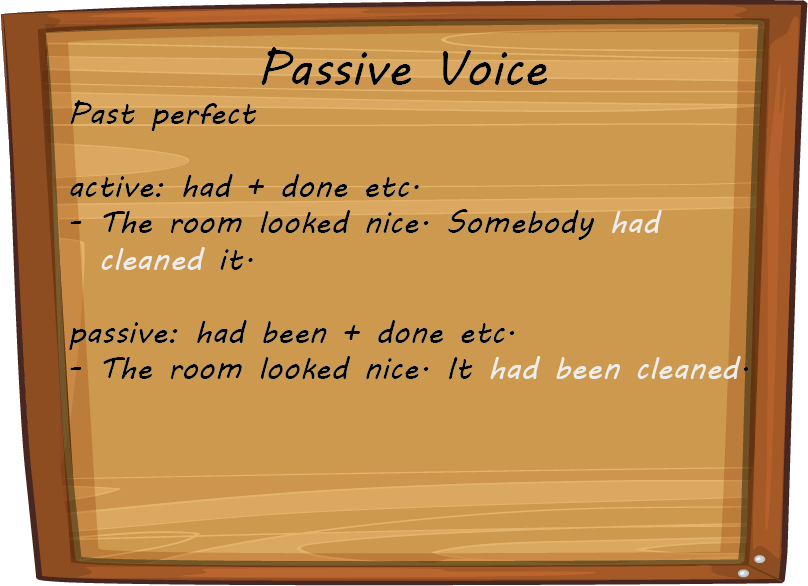 Passive Voice
Past perfect
active: had + done etc.
- The room looked nice. Somebody had
cleaned it.
passive: had been + done etc.
- The room looked nice. It had been cleaned.